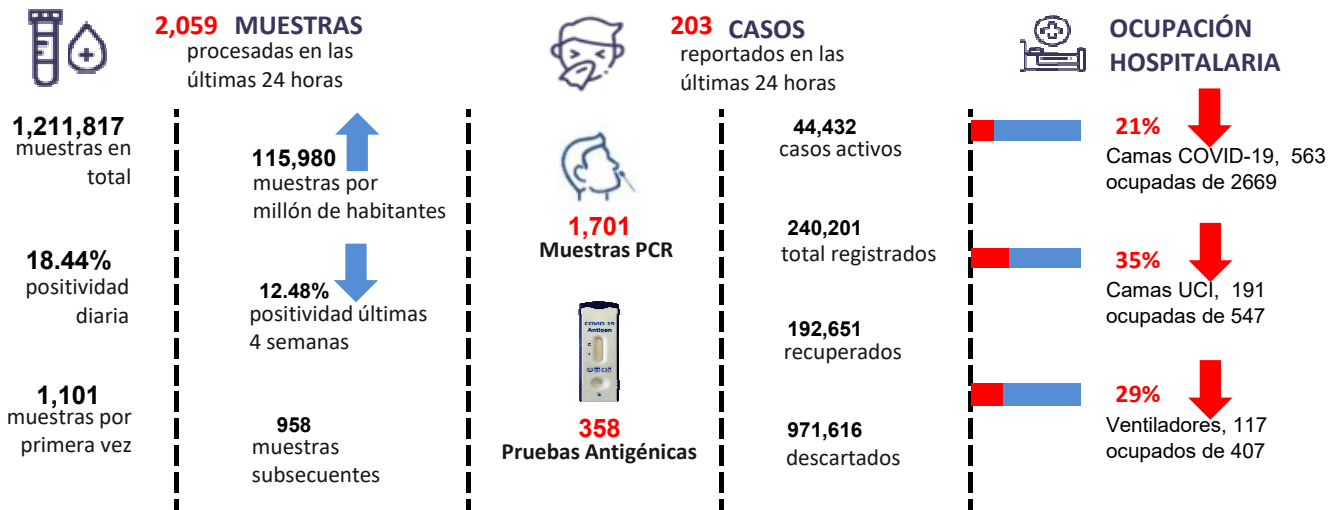 2,059 MUESTRAS
procesadas en las
últimas 24 horas
1,211,817
muestras en
total
18.44%
positividad
diaria
1,101
muestras por
primera vez
115,980
muestras por
millón de habitantes
12.48%
positividad últimas
4 semanas
958
muestras
subsecuentes
203 CASOS
reportados en las
últimas 24 horas
1,701
Muestras PCR
COVID-19
Antigen
358
Pruebas Antigénicas
44,432
casos activos
240,201
total registrados
192,651
recuperados
971,616
descartados
OCUPACIÓN
HOSPITALARIA
21%
Camas COVID-19, 563
ocupadas de 2669
35%
Camas UCI, 191
ocupadas de 547
29%
Ventiladores, 117
ocupados de 407